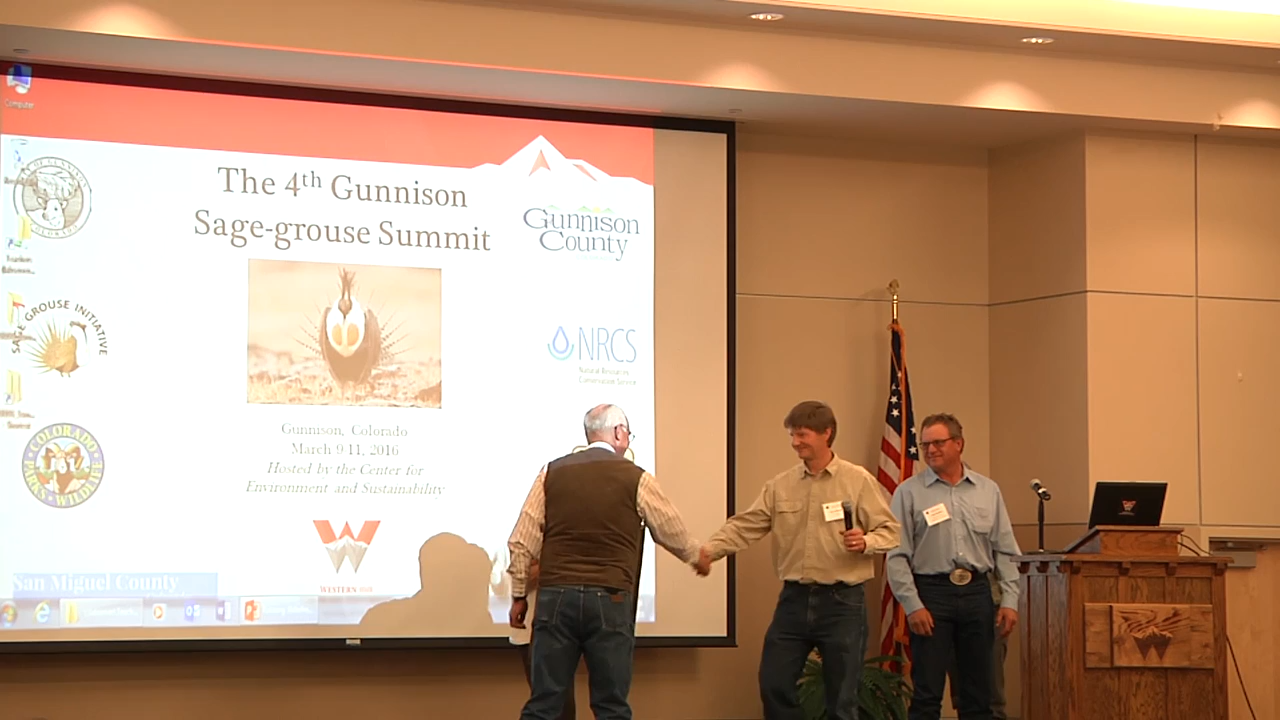 Computer
The 4th Gunnison
Sage-grouse Summit
Gunnison
County
SAGE GROUSE INITIATIVE
NRCS
Natural Resources
Conservation Service
COLORADO
PARKS & WILDLIFE
Gunnison, Colorado
March 9 11, 2016
Hosted by the Center for
Environment and Sustainability
W
WESTERN
San Miguel County